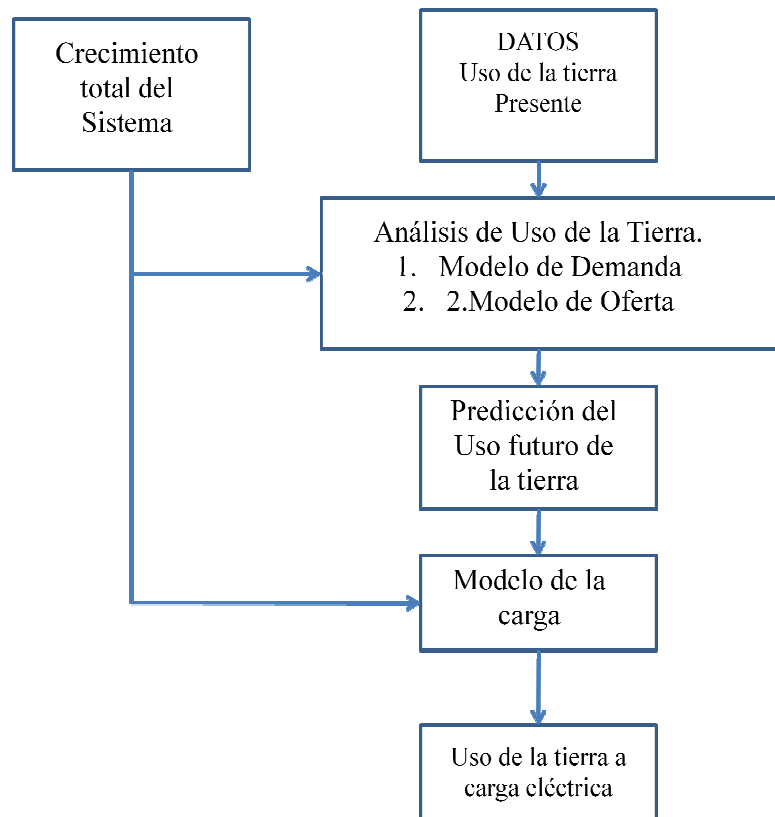 Crecimiento
total del
Sistema
DATOS
Uso de la tierra
Presente
Análisis de Uso de la Tierra.
1. Modelo de Demanda
2. 2.Modelo de Oferta
Predicción del
Uso futuro de
la tierra
Modelo de la
carga
Uso de la tierra a
carga eléctrica